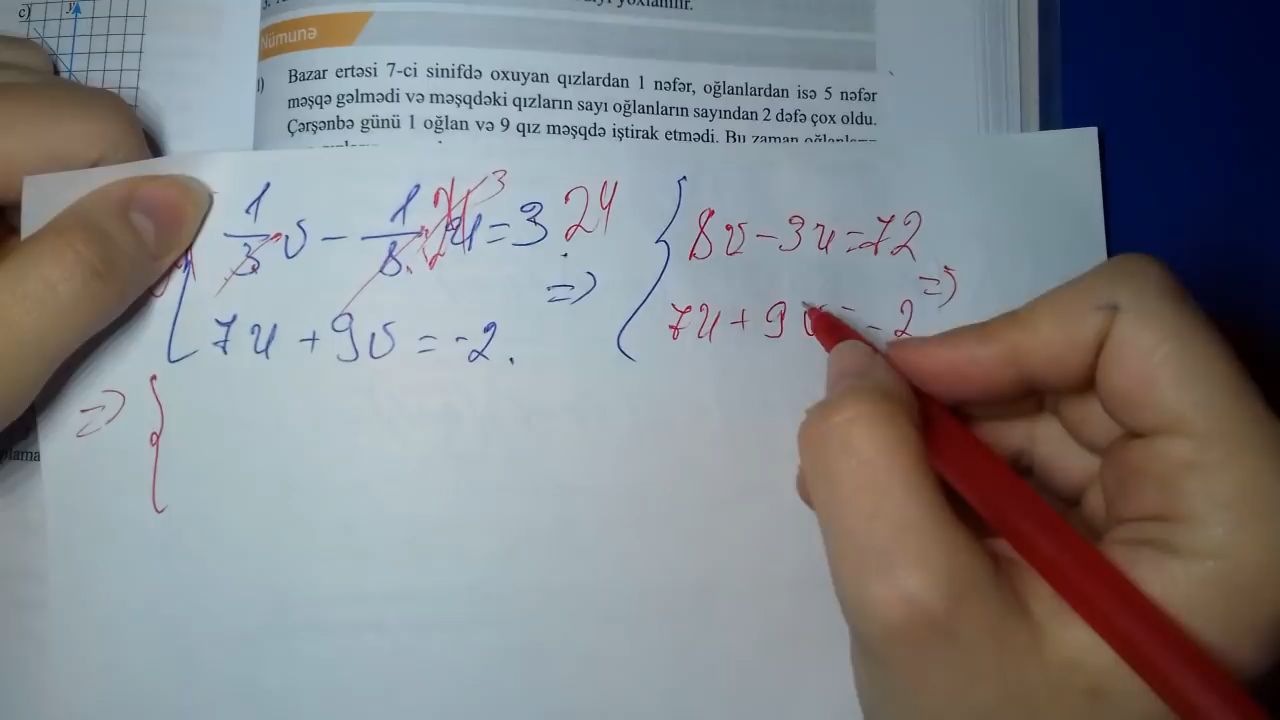 c)
y
Nümunə
Bazar ertəsi 7-ci sinifdə oxuyan qızlardan 1 nəfər, oğlanlardan isə 5 nəfər
məşqə gəlmədi və məşqdəki qızların sayı oğlanların sayından 2 dəfə çox oldu.
Çərşənbə günü 1 oğlan və 9 qız məşqdə iştirak etmədi. Bu zaman
1/3 v - 1/8 u = 3 24
=>
7u + 9v = -2.
8v - 3u = 72
7u + 9v = -2 =>
=> {